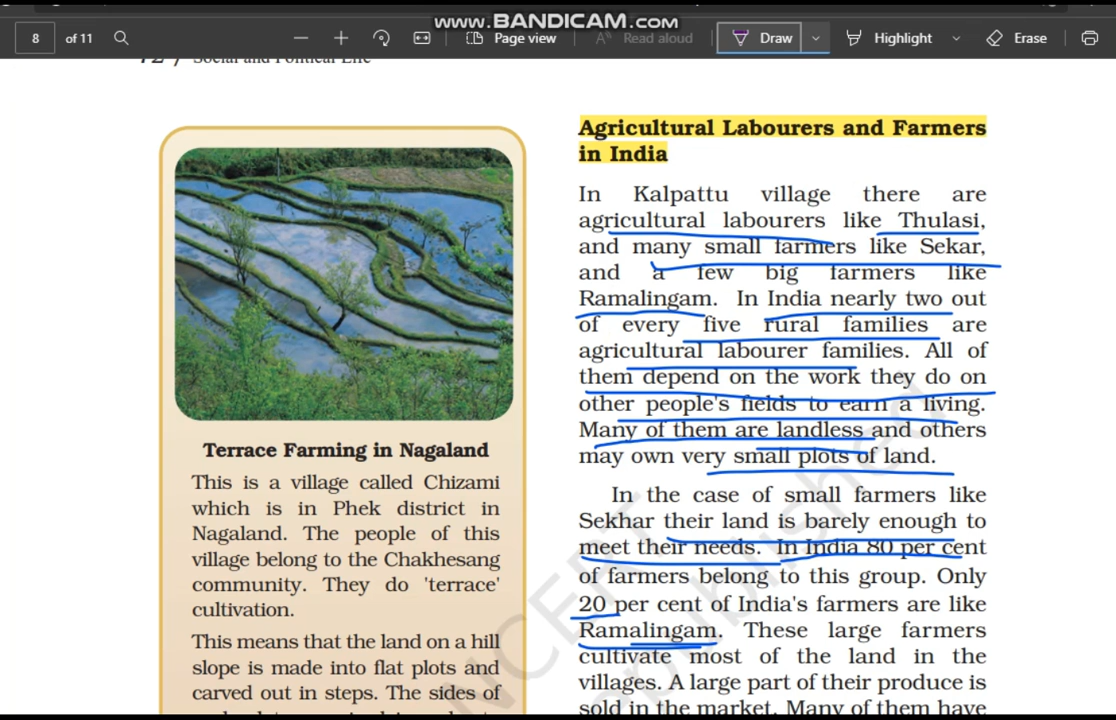 www.BANDICAM.com
8 of 11 Page view Read aloud Draw Highlight Erase
72 / Social and Political Life
Terrace Farming in Nagaland
This is a village called Chizami
which is in Phek district in
Nagaland. The people of this
village belong to the Chakhesang
community. They do 'terrace'
cultivation.
This means that the land on a hill
slope is made into flat plots and
carved out in steps. The sides of
Agricultural Labourers and Farmers
in India
In Kalpattu village there are
agricultural labourers like Thulasi,
and many small farmers like Sekar,
and a few big farmers like
Ramalingam. In India nearly two out
of every five rural families are
agricultural labourer families. All of
them depend on the work they do on
other people's fields to earn a living.
Many of them are landless and others
may own very small plots of land.
In the case of small farmers like
Sekhar their land is barely enough to
meet their needs. In India 80 per cent
of farmers belong to this group. Only
20 per cent of India's farmers are like
Ramalingam. These large farmers
cultivate most of the land in the
villages. A large part of their produce is
sold in the market. Many of them have